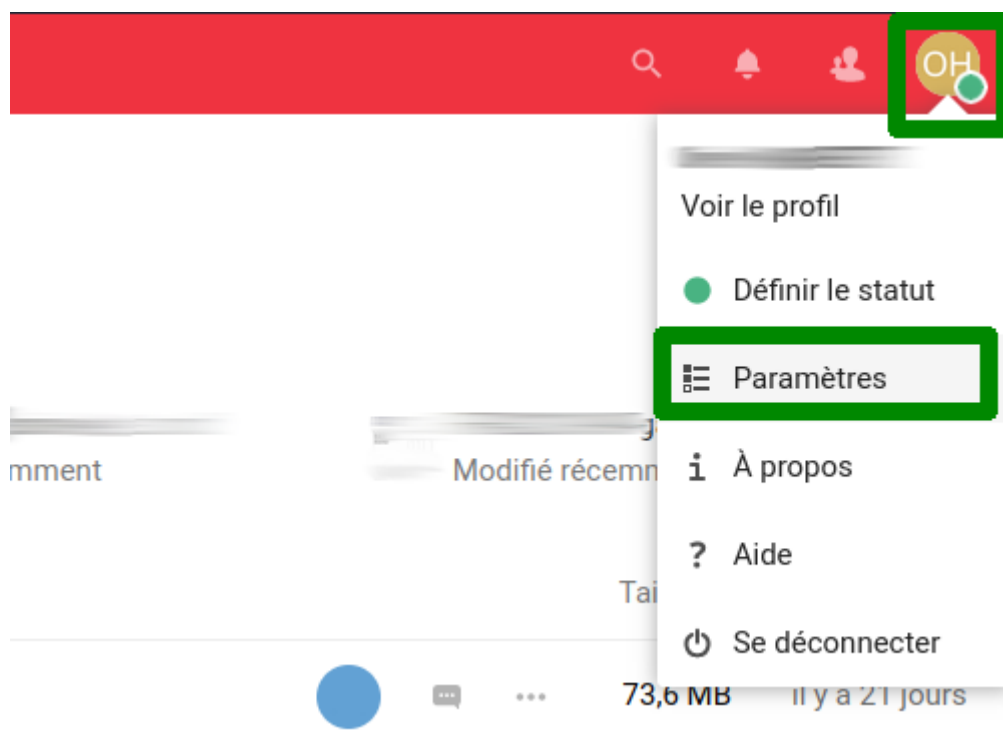 OH
Voir le profil
Définir le statut
Paramètres
mment
Modifié récemm
À propos
Aide
Tai
Se déconnecter
73,6 MB il y a 21 jours